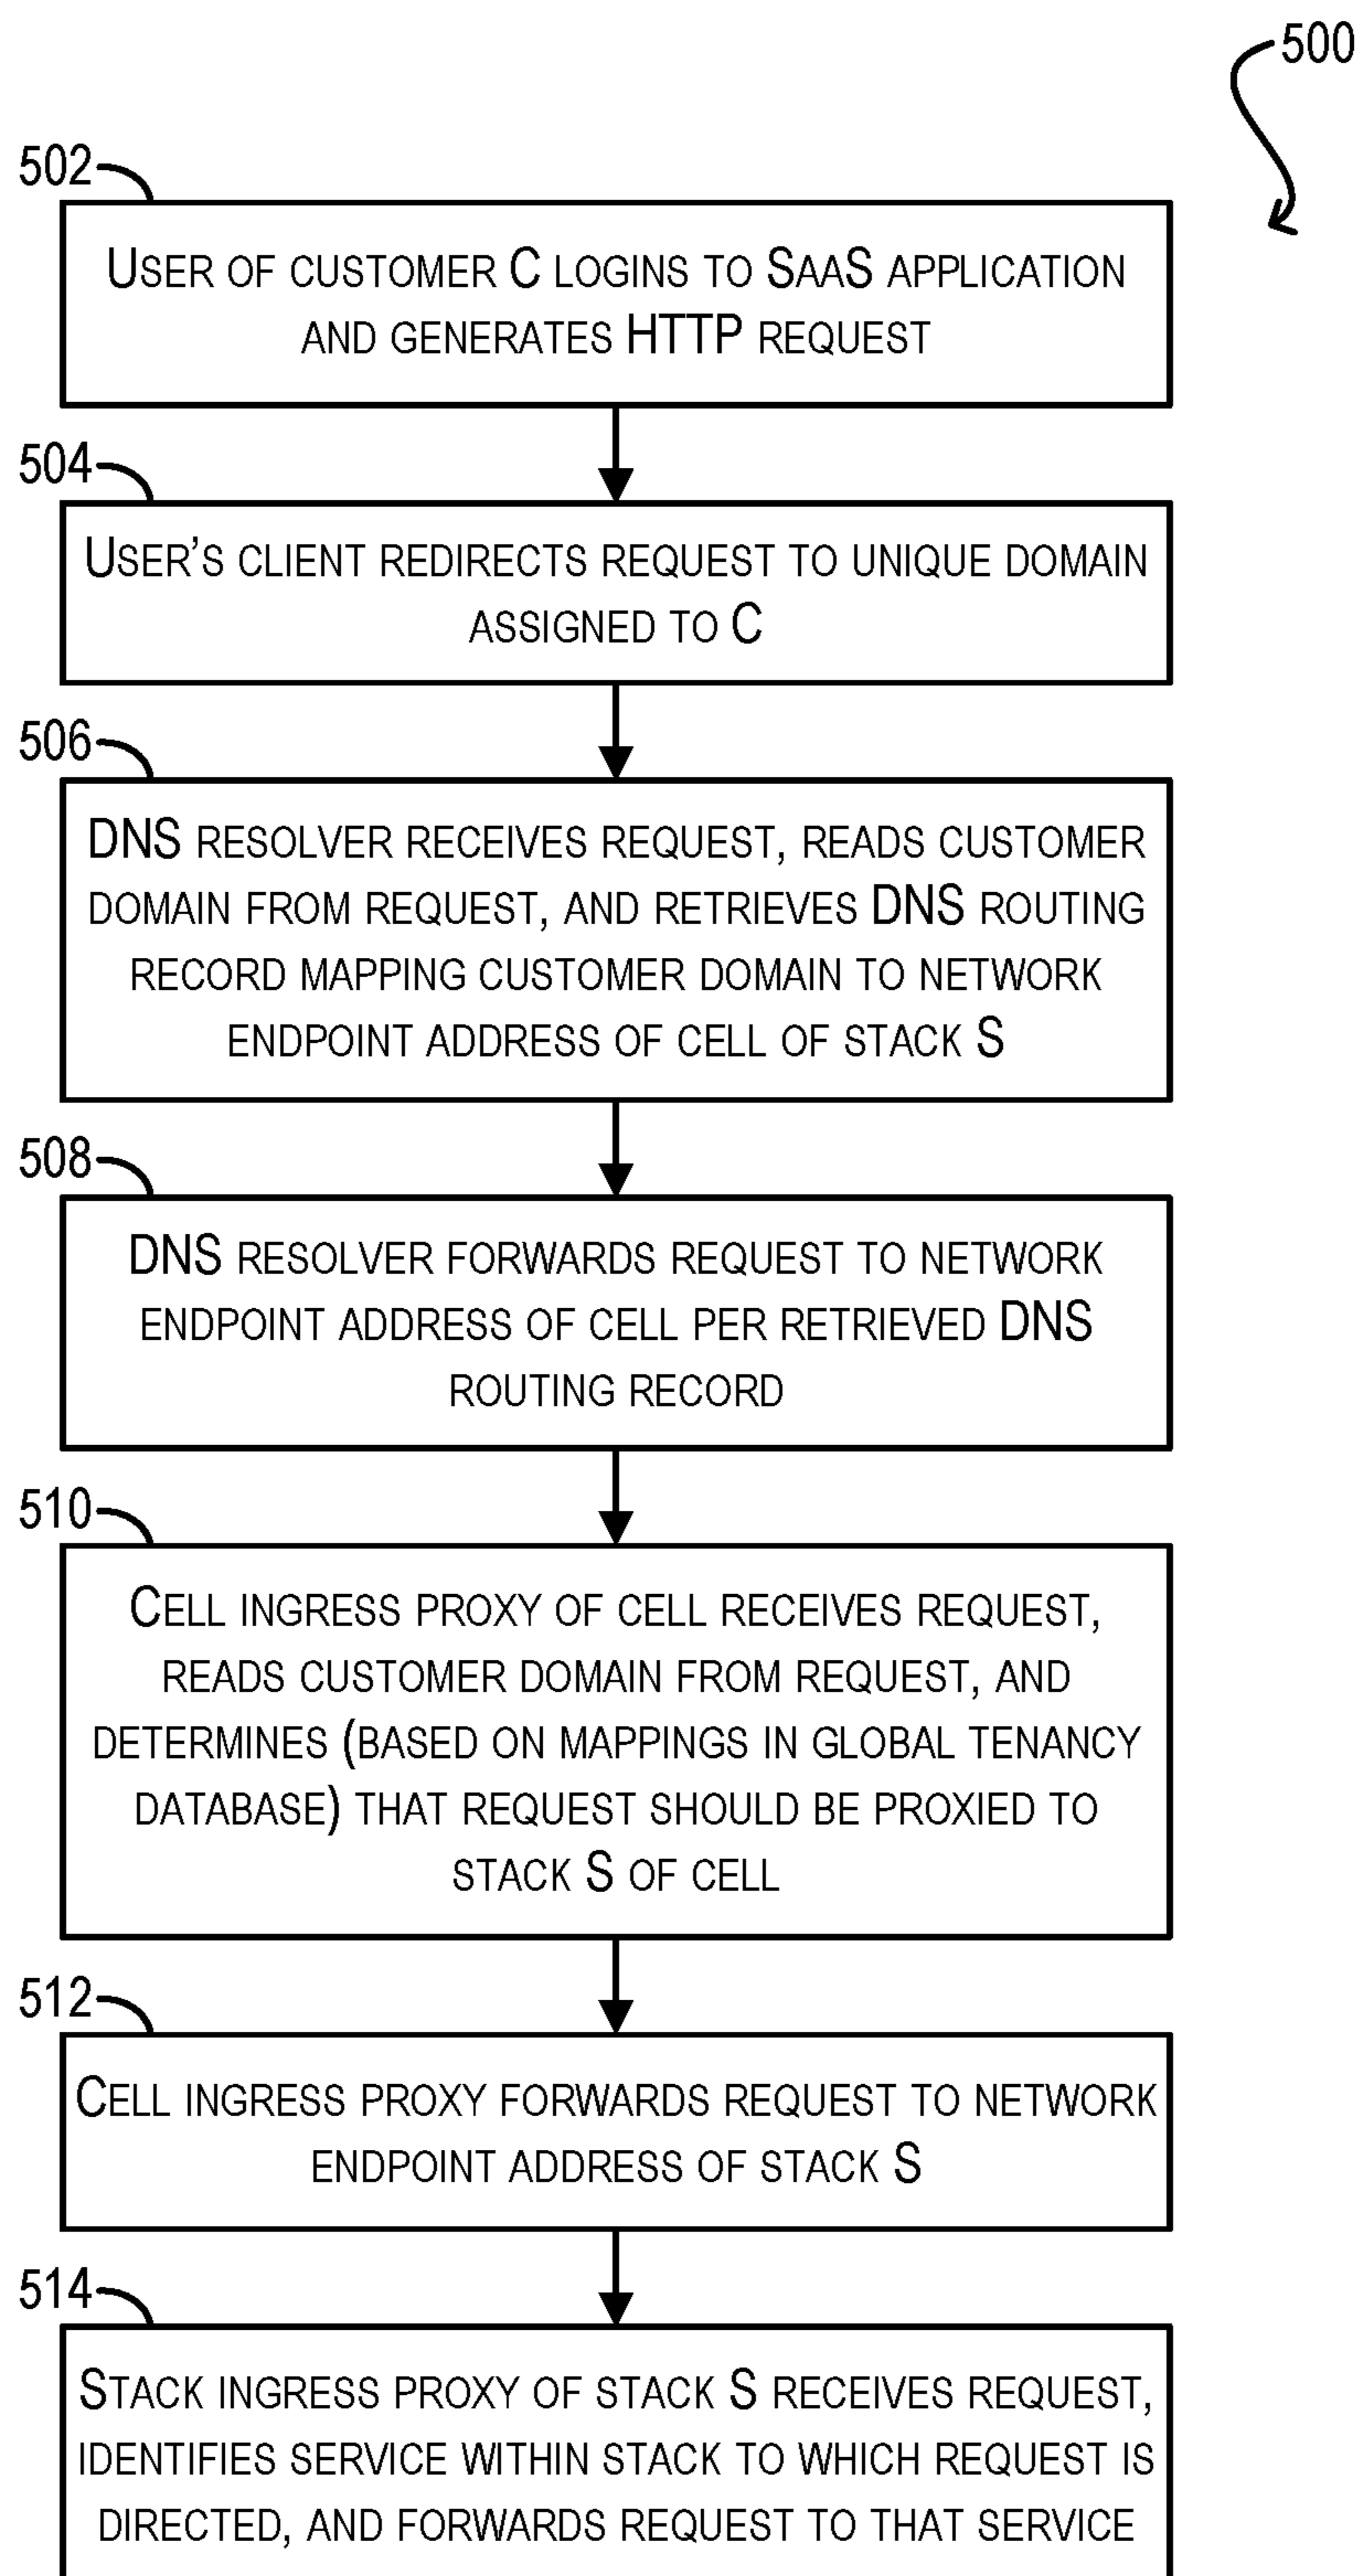 500
502
User of customer C logins to SaaS application
and generates HTTP request
504
User's client redirects request to unique domain
assigned to C
506
DNS resolver receives request, reads customer
domain from request, and retrieves DNS routing
record mapping customer domain to network
endpoint address of cell of stack S
508
DNS resolver forwards request to network
endpoint address of cell per retrieved DNS
routing record
510
Cell ingress proxy of cell receives request,
reads customer domain from request, and
determines (based on mappings in global tenancy
database) that request should be proxied to
stack S of cell
512
Cell ingress proxy forwards request to network
endpoint address of stack S
514
Stack ingress proxy of stack S receives request,
identifies service within stack to which request is
directed, and forwards request to that service